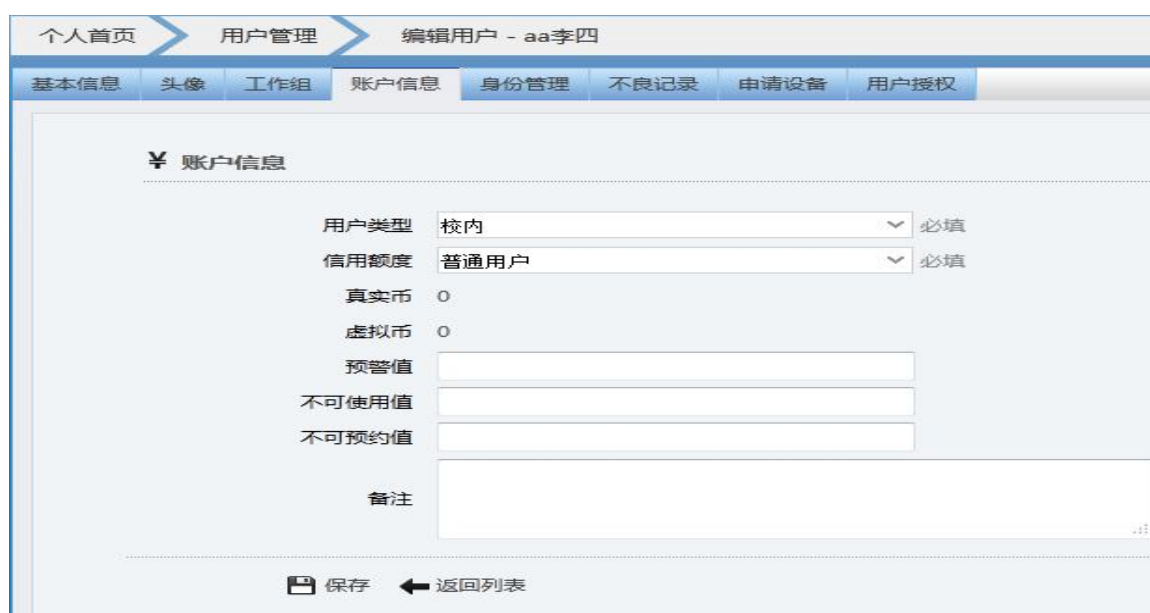 个人首页 用户管理 编辑用户 - aa李四
基本信息 头像 工作组 账户信息 身份管理 不良记录 申请设备 用户授权
¥ 账户信息
用户类型 校内 必填
信用额度 普通用户 必填
真实币 0
虚拟币 0
预警值
不可使用值
不可预约值
备注
保存 返回列表